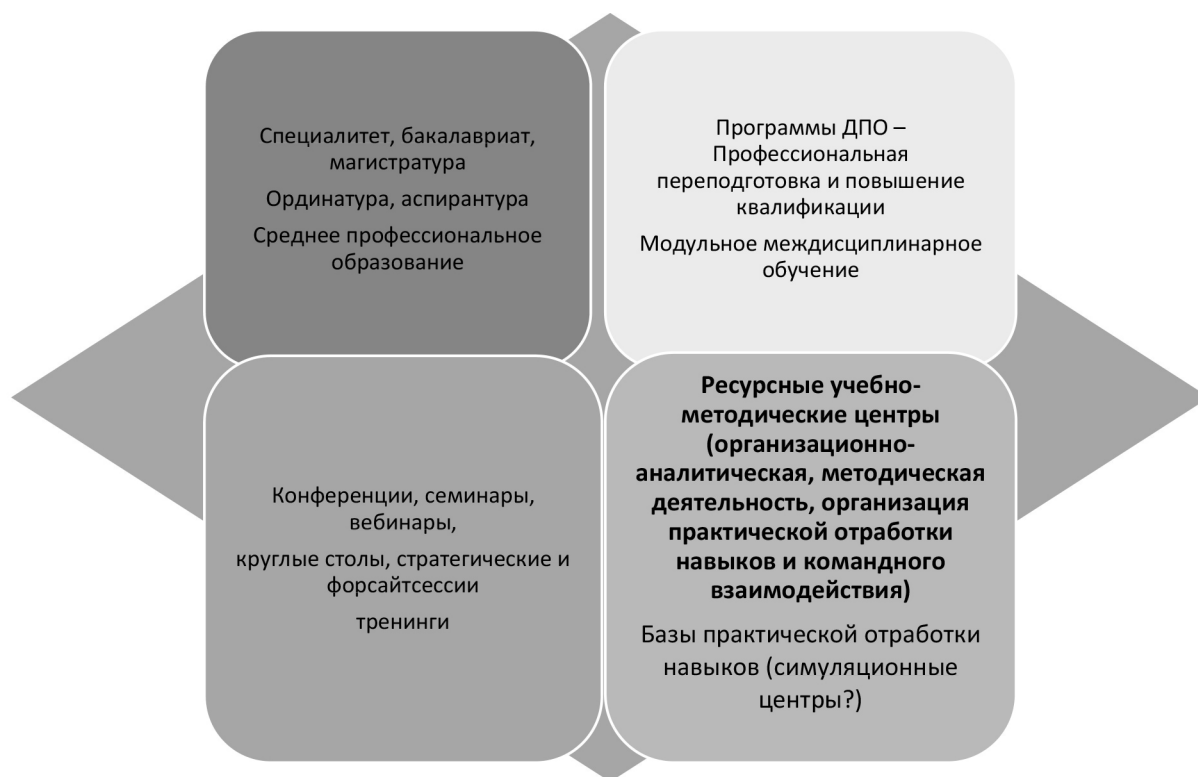 Специалитет, бакалавриат,
магистратура
Ординатура, аспирантура
Среднее профессиональное
образование
Программы ДПО –
Профессиональная
переподготовка и повышение
квалификации
Модульное междисциплинарное
обучение
Конференции, семинары,
вебинары,
круглые столы, стратегические и
форсайтсессии
тренинги
Ресурсные учебно-
методические центры
(организационно-
аналитическая, методическая
деятельность, организация
практической отработки
навыков и командного
взаимодействия)
Базы практической отработки
навыков (симуляционные
центры?)